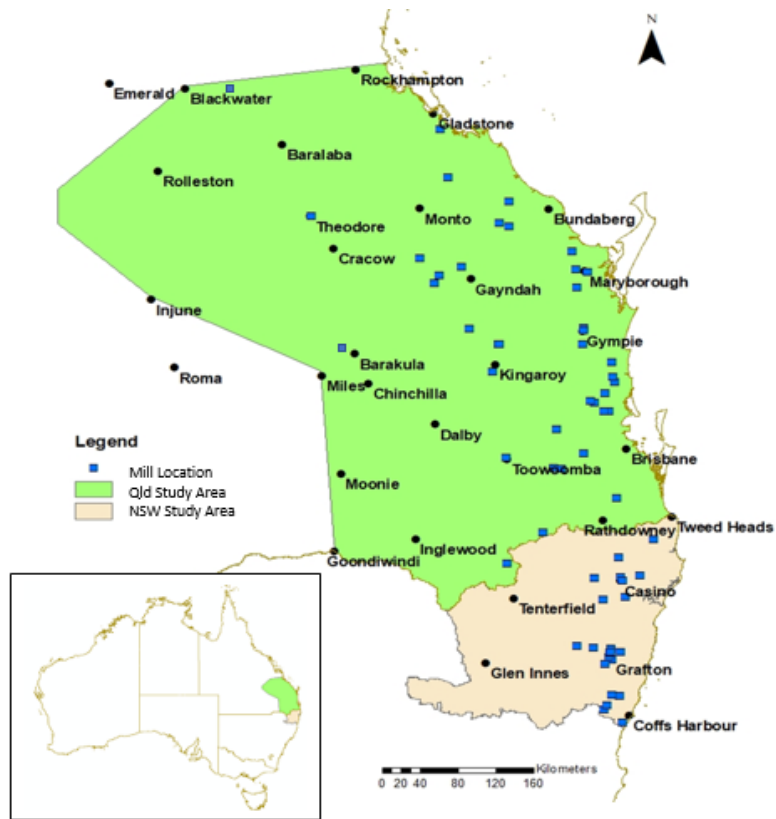 N
Rockhampton
Emerald
Blackwater
Gladstone
Baralaba
Rolleston
Theodore
Monto
Bundaberg
Cracow
Gayndah
Maryborough
Injune
Gympie
Roma
Barakula
Kingaroy
Miles
Chinchilla
Dalby
Legend
Mill Location
Qld Study Area
NSW Study Area
Brisbane
Toowoomba
Moonie
Rathdowney
Tweed Heads
Inglewood
Goondiwindi
Casino
Tenterfield
Glen Innes
Grafton
Coffs Harbour
Kilometers
0 20 40 80 120 160